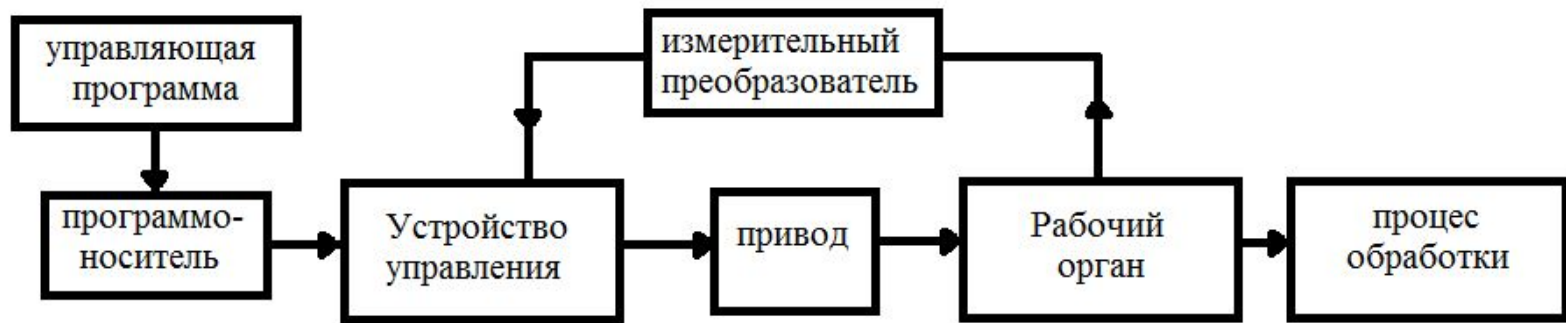 управляющая
программа
измерительный
преобразователь
программо-
носитель
Устройство
управления
привод
Рабочий
орган
процес
обработки